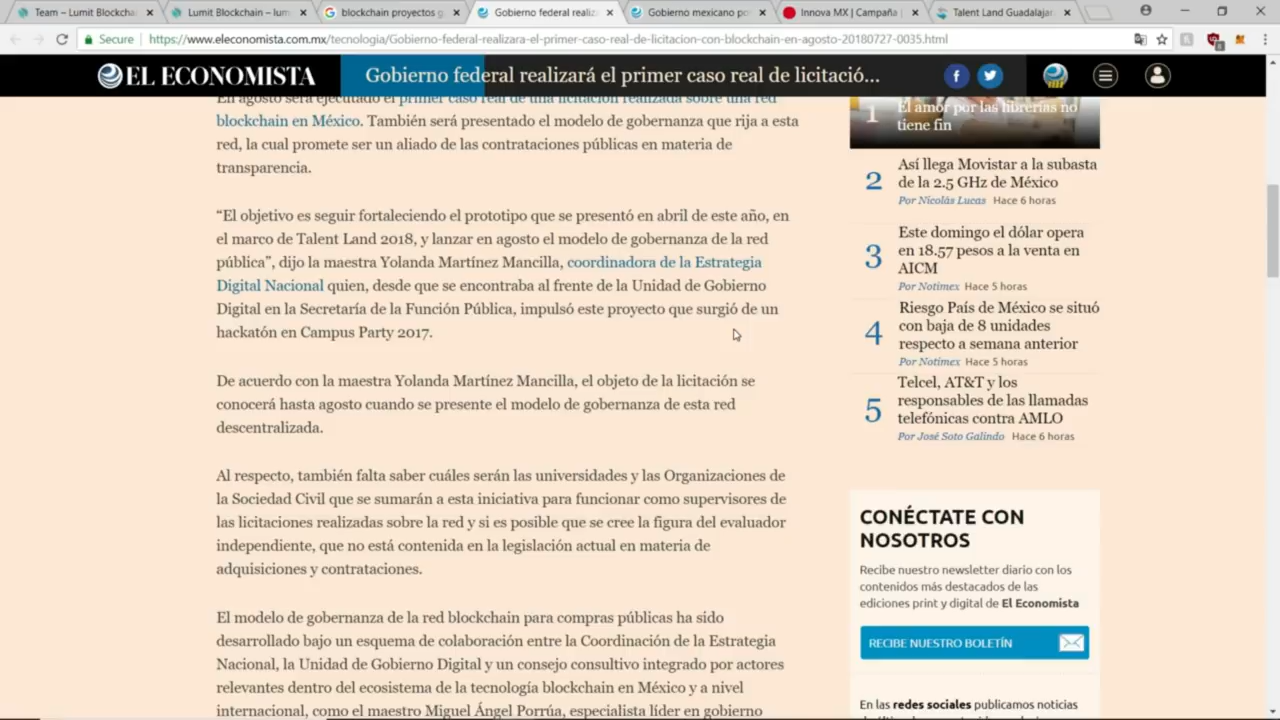 Team – Lumit Blockchai
Lumit Blockchain – lum
blockchain proyectos g
Gobierno federal realiz
Gobierno mexicano po
Innova MX | Campaña
Talent Land Guadalajar
Secure
https://www.eleconomista.com.mx/tecnologia/Gobierno-federal-realizara-el-primer-caso-real-de-licitacion-con-blockchain-en-agosto-20180727-0035.html
EL ECONOMISTA
Gobierno federal realizará el primer caso real de licitació...
En agosto será ejecutado el primer caso real de una licitación realizada sobre una red
blockchain en México. También será presentado el modelo de gobernanza que rija a esta
red, la cual promete ser un aliado de las contrataciones públicas en materia de
transparencia.
“El objetivo es seguir fortaleciendo el prototipo que se presentó en abril de este año, en
el marco de Talent Land 2018, y lanzar en agosto el modelo de gobernanza de la red
pública”, dijo la maestra Yolanda Martínez Mancilla, coordinadora de la Estrategia
Digital Nacional quien, desde que se encontraba al frente de la Unidad de Gobierno
Digital en la Secretaría de la Función Pública, impulsó este proyecto que surgió de un
hackatón en Campus Party 2017.
De acuerdo con la maestra Yolanda Martínez Mancilla, el objeto de la licitación se
conocerá hasta agosto cuando se presente el modelo de gobernanza de esta red
descentralizada.
Al respecto, también falta saber cuáles serán las universidades y las Organizaciones de
la Sociedad Civil que se sumarán a esta iniciativa para funcionar como supervisores de
las licitaciones realizadas sobre la red y si es posible que se cree la figura del evaluador
independiente, que no está contenida en la legislación actual en materia de
adquisiciones y contrataciones.
El modelo de gobernanza de la red blockchain para compras públicas ha sido
desarrollado bajo un esquema de colaboración entre la Coordinación de la Estrategia
Nacional, la Unidad de Gobierno Digital y un consejo consultivo integrado por actores
relevantes dentro del ecosistema de la tecnología blockchain en México y a nivel
internacional, como el maestro Miguel Ángel Porrúa, especialista líder en gobierno
1
El amor por las librerías no
tiene fin
2
Así llega Movistar a la subasta
de la 2.5 GHz de México
Por Nicolás Lucas Hace 6 horas
3
Este domingo el dólar opera
en 18.57 pesos a la venta en
AICM
Por Notimex Hace 5 horas
4
Riesgo País de México se situó
con baja de 8 unidades
respecto a semana anterior
Por Notimex Hace 5 horas
5
Telcel, AT&T y los
responsables de las llamadas
telefónicas contra AMLO
Por José Soto Galindo Hace 6 horas
CONÉCTATE CON
NOSOTROS
Recibe nuestro newsletter diario con los
contenidos más destacados de las
ediciones print y digital de El Economista
RECIBE NUESTRO BOLETÍN
En las redes sociales publicamos noticias